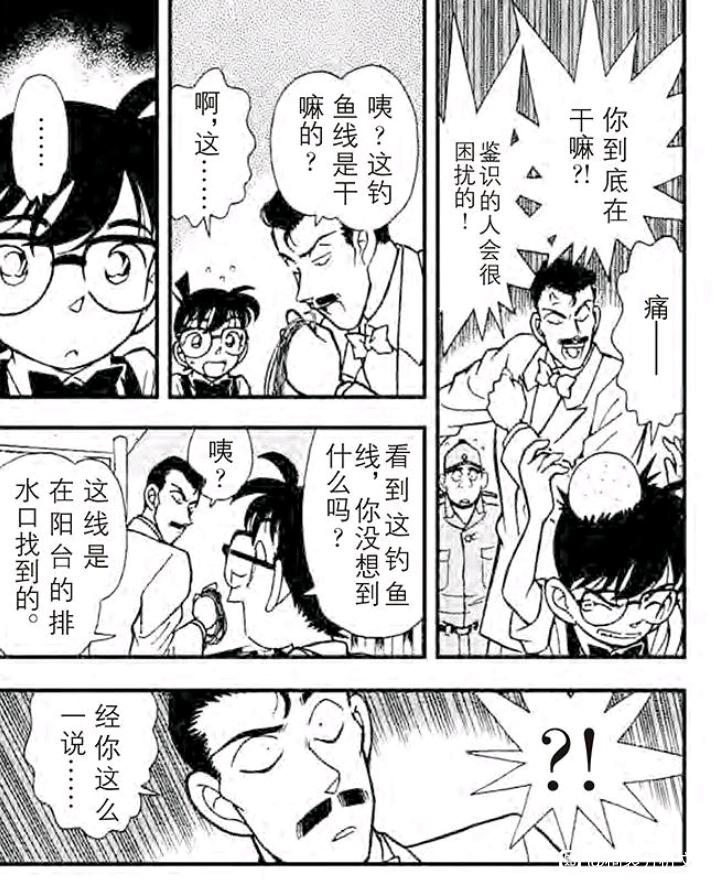 你到底在
干嘛?!
鉴识的人会很
困扰的！
痛—
咦？这钓
鱼线是干
嘛的？
啊，这……
……
看到这钓鱼
线，你没想到
什么吗？
咦？
这线是
在阳台的排
水口找到的。
?!
经你这么
一说……